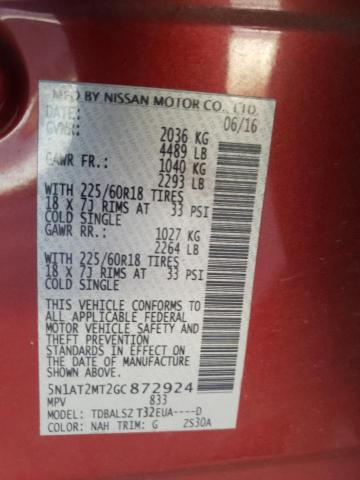 MFD BY NISSAN MOTOR CO., LTD.
DATE: 06/16
GVWR: 2036 KG
4489 LB
GAWR FR.: 1040 KG
2293 LB
WITH 225/60R18 TIRES
18 X 7J RIMS AT 33 PSI
COLD SINGLE
GAWR RR.: 1027 KG
2264 LB
WITH 225/60R18 TIRES
18 X 7J RIMS AT 33 PSI
COLD SINGLE
THIS VEHICLE CONFORMS TO
ALL APPLICABLE FEDERAL
MOTOR VEHICLE SAFETY AND
THEFT PREVENTION
STANDARDS IN EFFECT ON
THE DATE OF MANUFACTURE
SHOWN ABOVE.
5N1AT2MT2GC872924
MPV 833
MODEL: TDBALSZ T32EUA----D
COLOR: NAH TRIM: G ZS30A